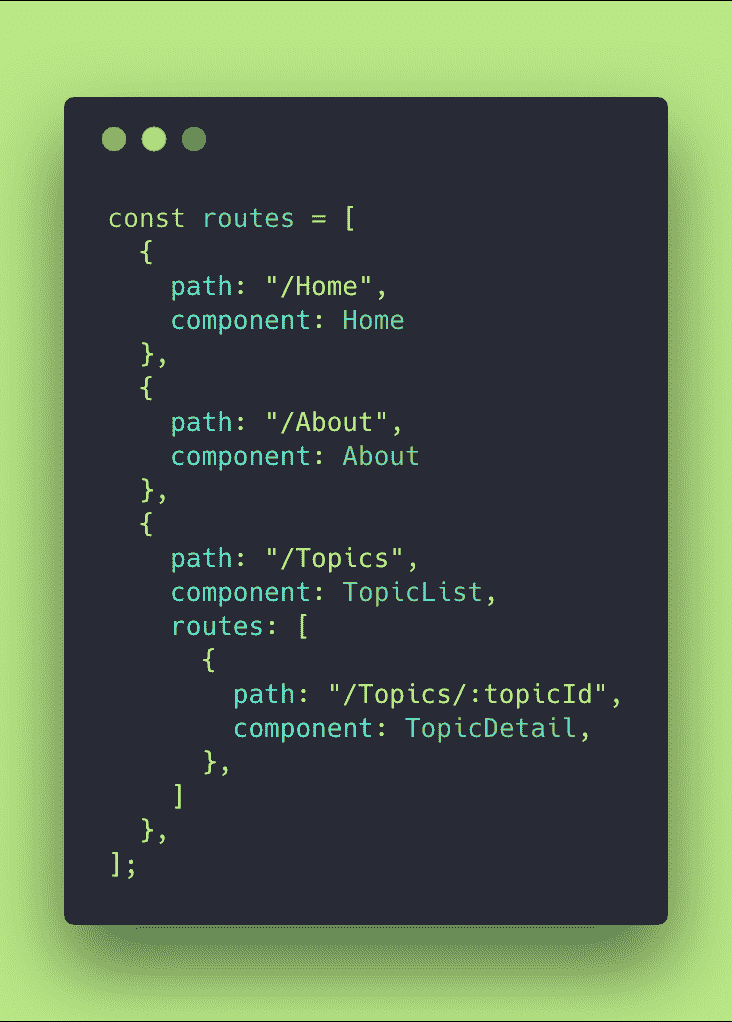 const routes = [
  {
    path: "/Home",
    component: Home
  },
  {
    path: "/About",
    component: About
  },
  {
    path: "/Topics",
    component: TopicList,
    routes: [
      {
        path: "/Topics/:topicId",
        component: TopicDetail,
      },
    ]
  },
];